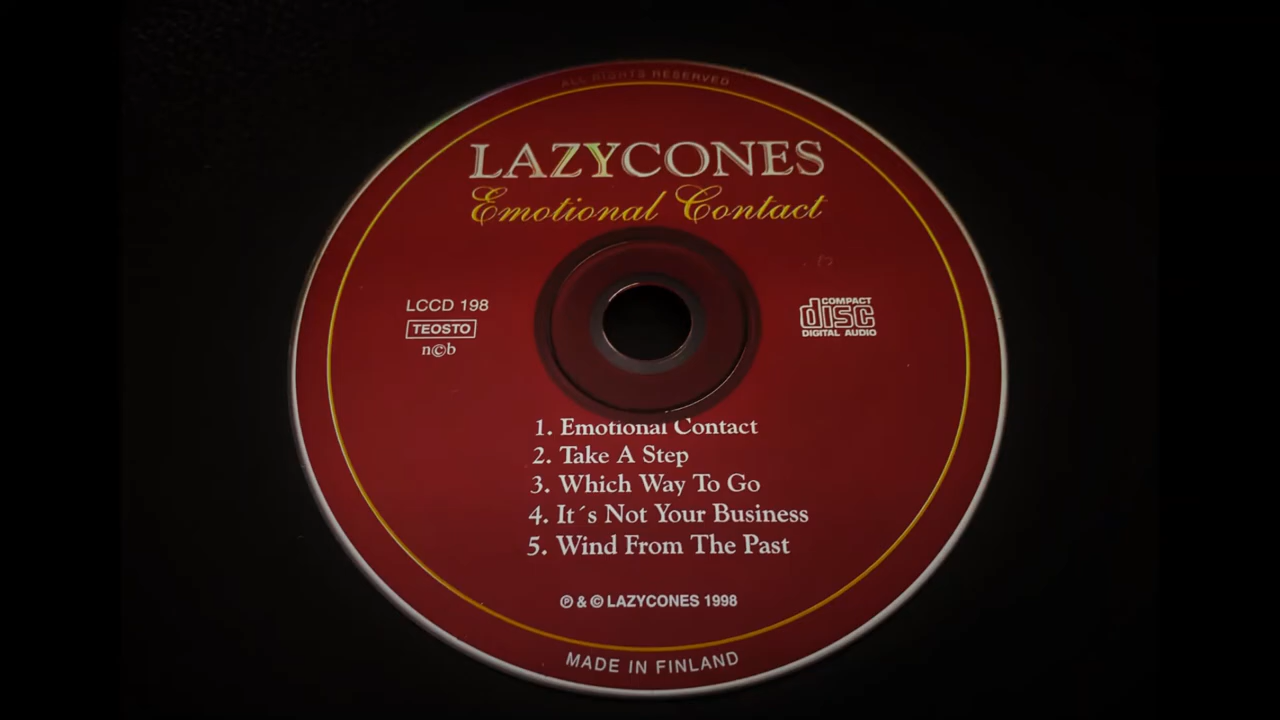 ALL RIGHTS RESERVED
LAZYCONES
Emotional Contact
LCCD 198
TEOSTO
n©b
COMPACT
disc
DIGITAL AUDIO
1. Emotional Contact
2. Take A Step
3. Which Way To Go
4. It´s Not Your Business
5. Wind From The Past
℗ & © LAZYCONES 1998
MADE IN FINLAND